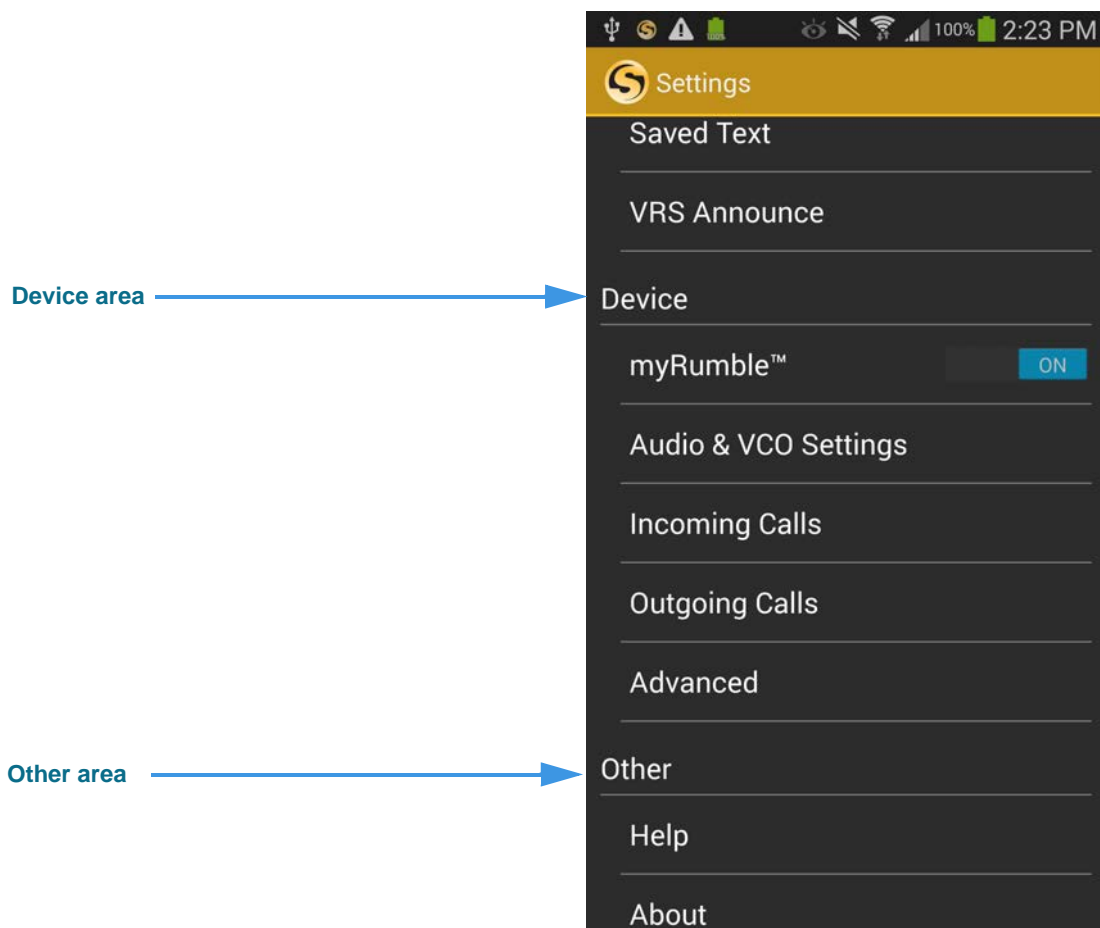 100% 2:23 PM
Settings
Saved Text
VRS Announce
Device area
Device
myRumble™
ON
Audio & VCO Settings
Incoming Calls
Outgoing Calls
Advanced
Other area
Other
Help
About